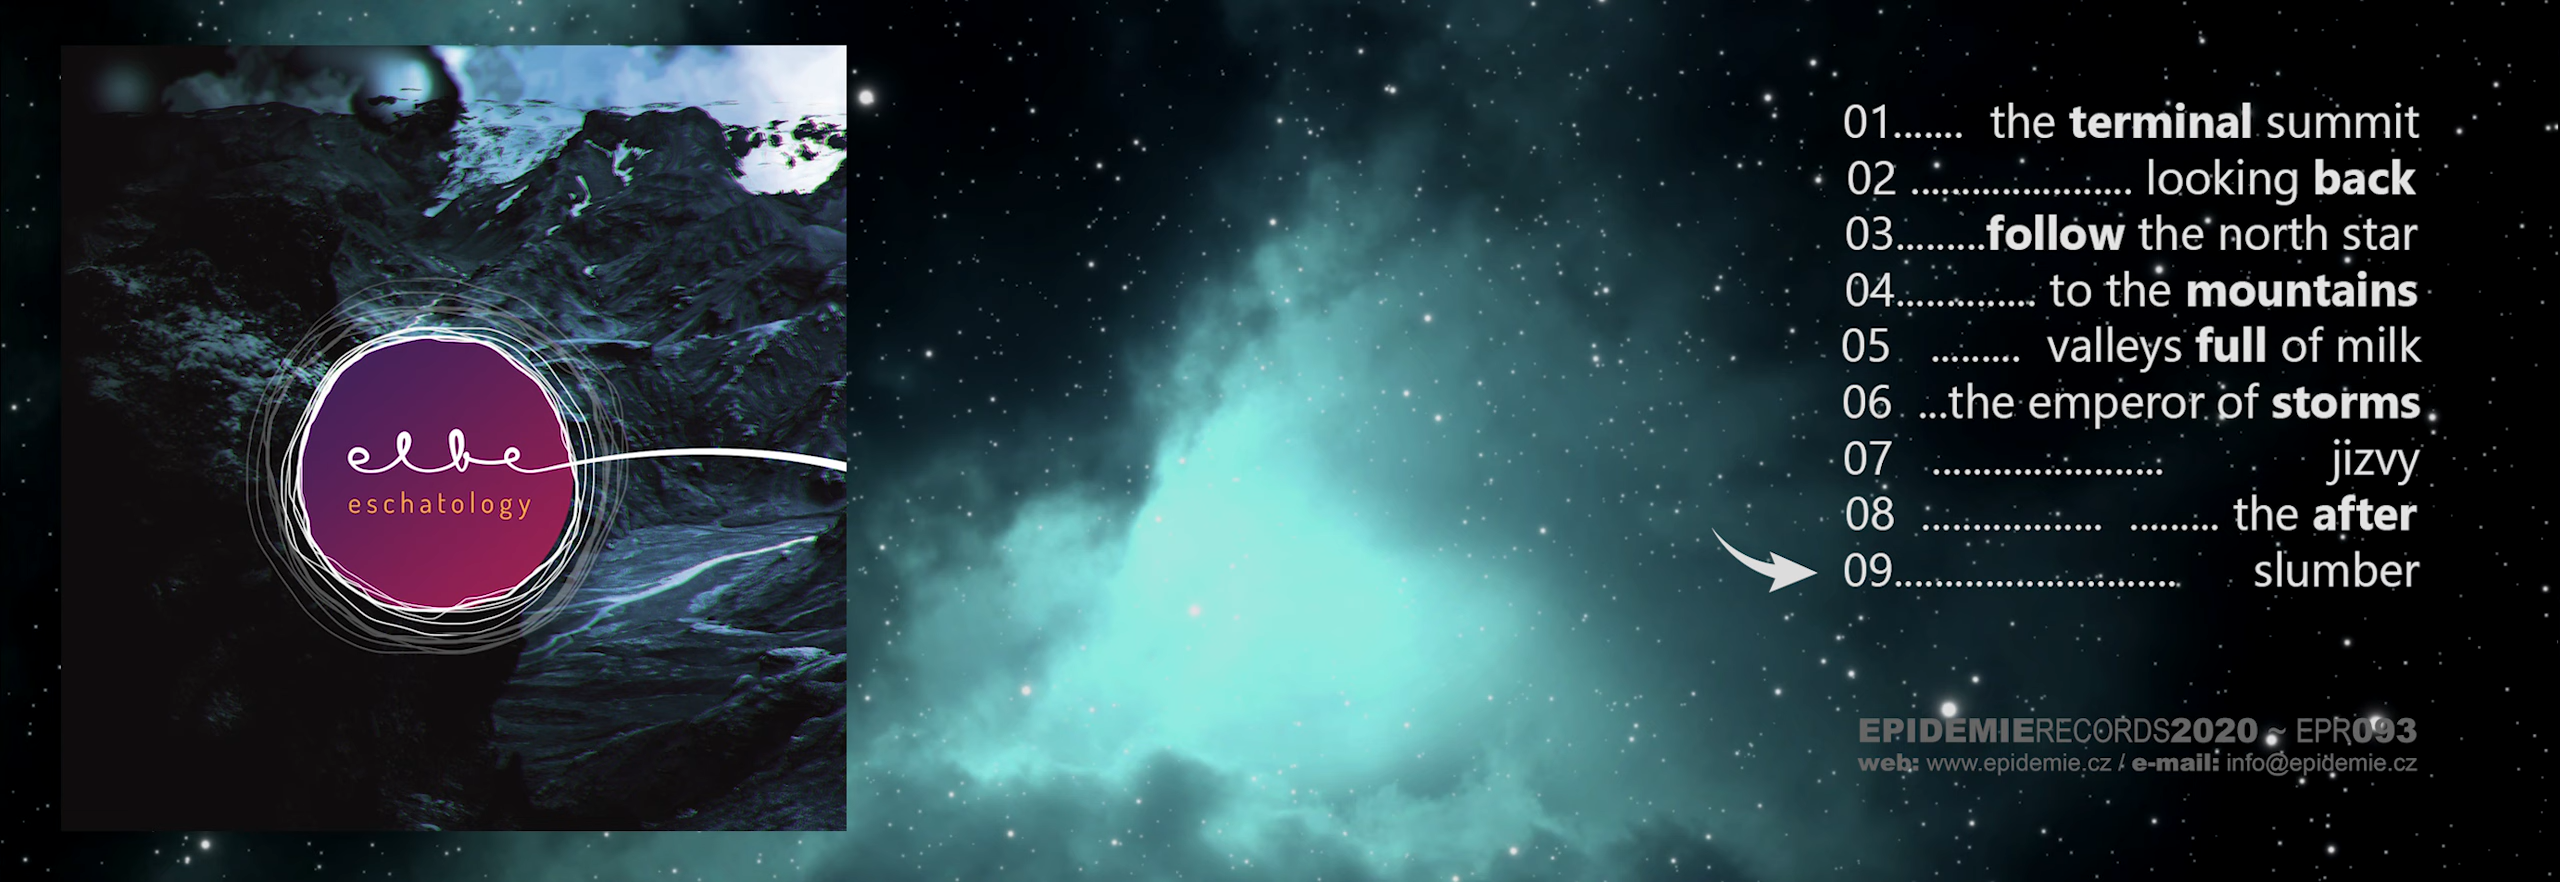 elbe
eschatology
01....... the terminal summit
02 ...................... looking back
03.........follow the north star
04.............. to the mountains
05 ......... valleys full of milk
06 ...the emperor of storms
07 ....................... jizvy
08 .................. ......... the after
09............................ slumber
EPIDEMIERECORDS2020 ~ EPR093
web: www.epidemie.cz / e-mail: info@epidemie.cz